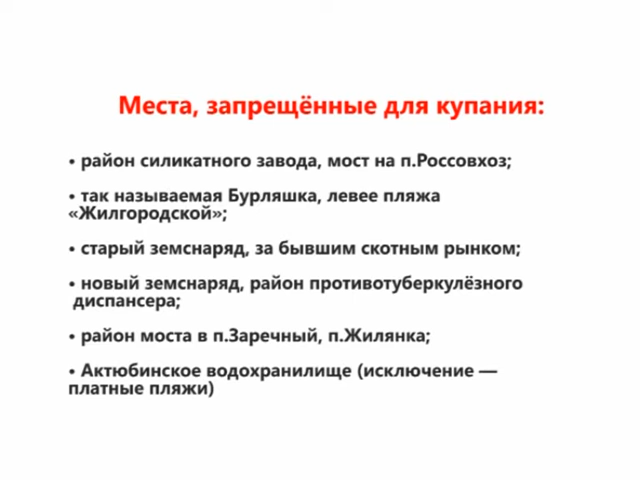 Места, запрещённые для купания:
• район силикатного завода, мост на п.Россовхоз;
• так называемая Бурляшка, левее пляжа
«Жилгородской»;
• старый земснаряд, за бывшим скотным рынком;
• новый земснаряд, район противотуберкулёзного
диспансера;
• район моста в п.Заречный, п.Жилянка;
• Актюбинское водохранилище (исключение —
платные пляжи)